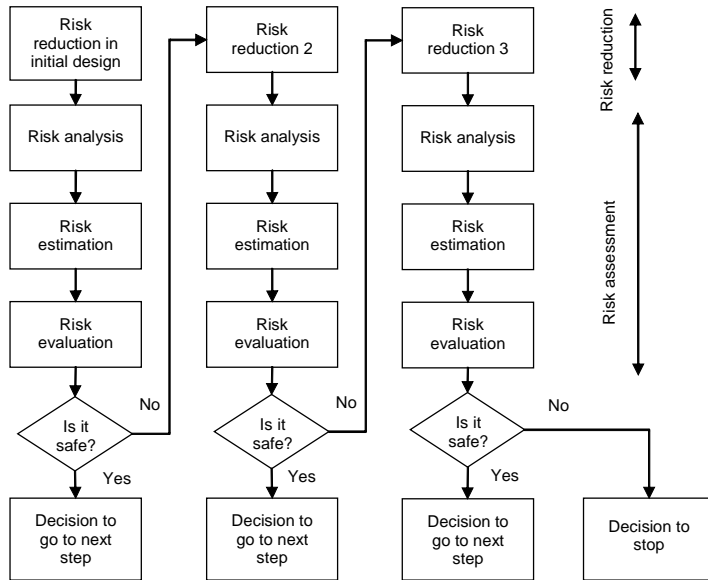 Risk
reduction in
initial design
Risk analysis
Risk
estimation
Risk
evaluation
Is it
safe?
No
Yes
Decision to
go to next
step
Risk
reduction 2
Risk analysis
Risk
estimation
Risk
evaluation
Is it
safe?
No
Yes
Decision to
go to next
step
Risk
reduction 3
Risk analysis
Risk
estimation
Risk
evaluation
Is it
safe?
No
Yes
Decision to
go to next
step
Decision to
stop
Risk reduction
Risk assessment